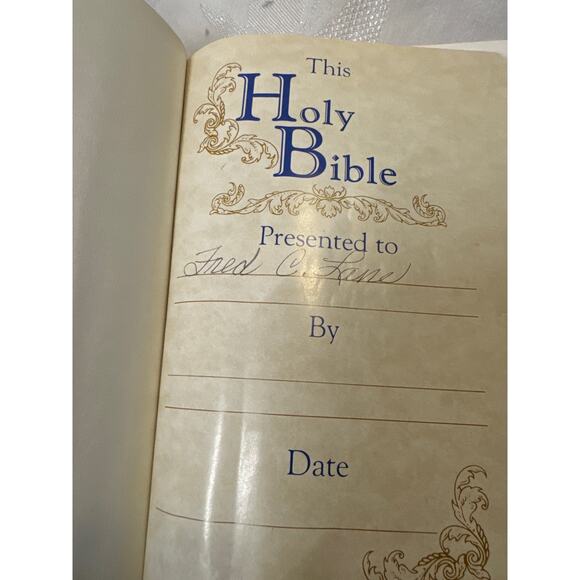 This
Holy
Bible
Presented to
Fred C. Lane
By
Date